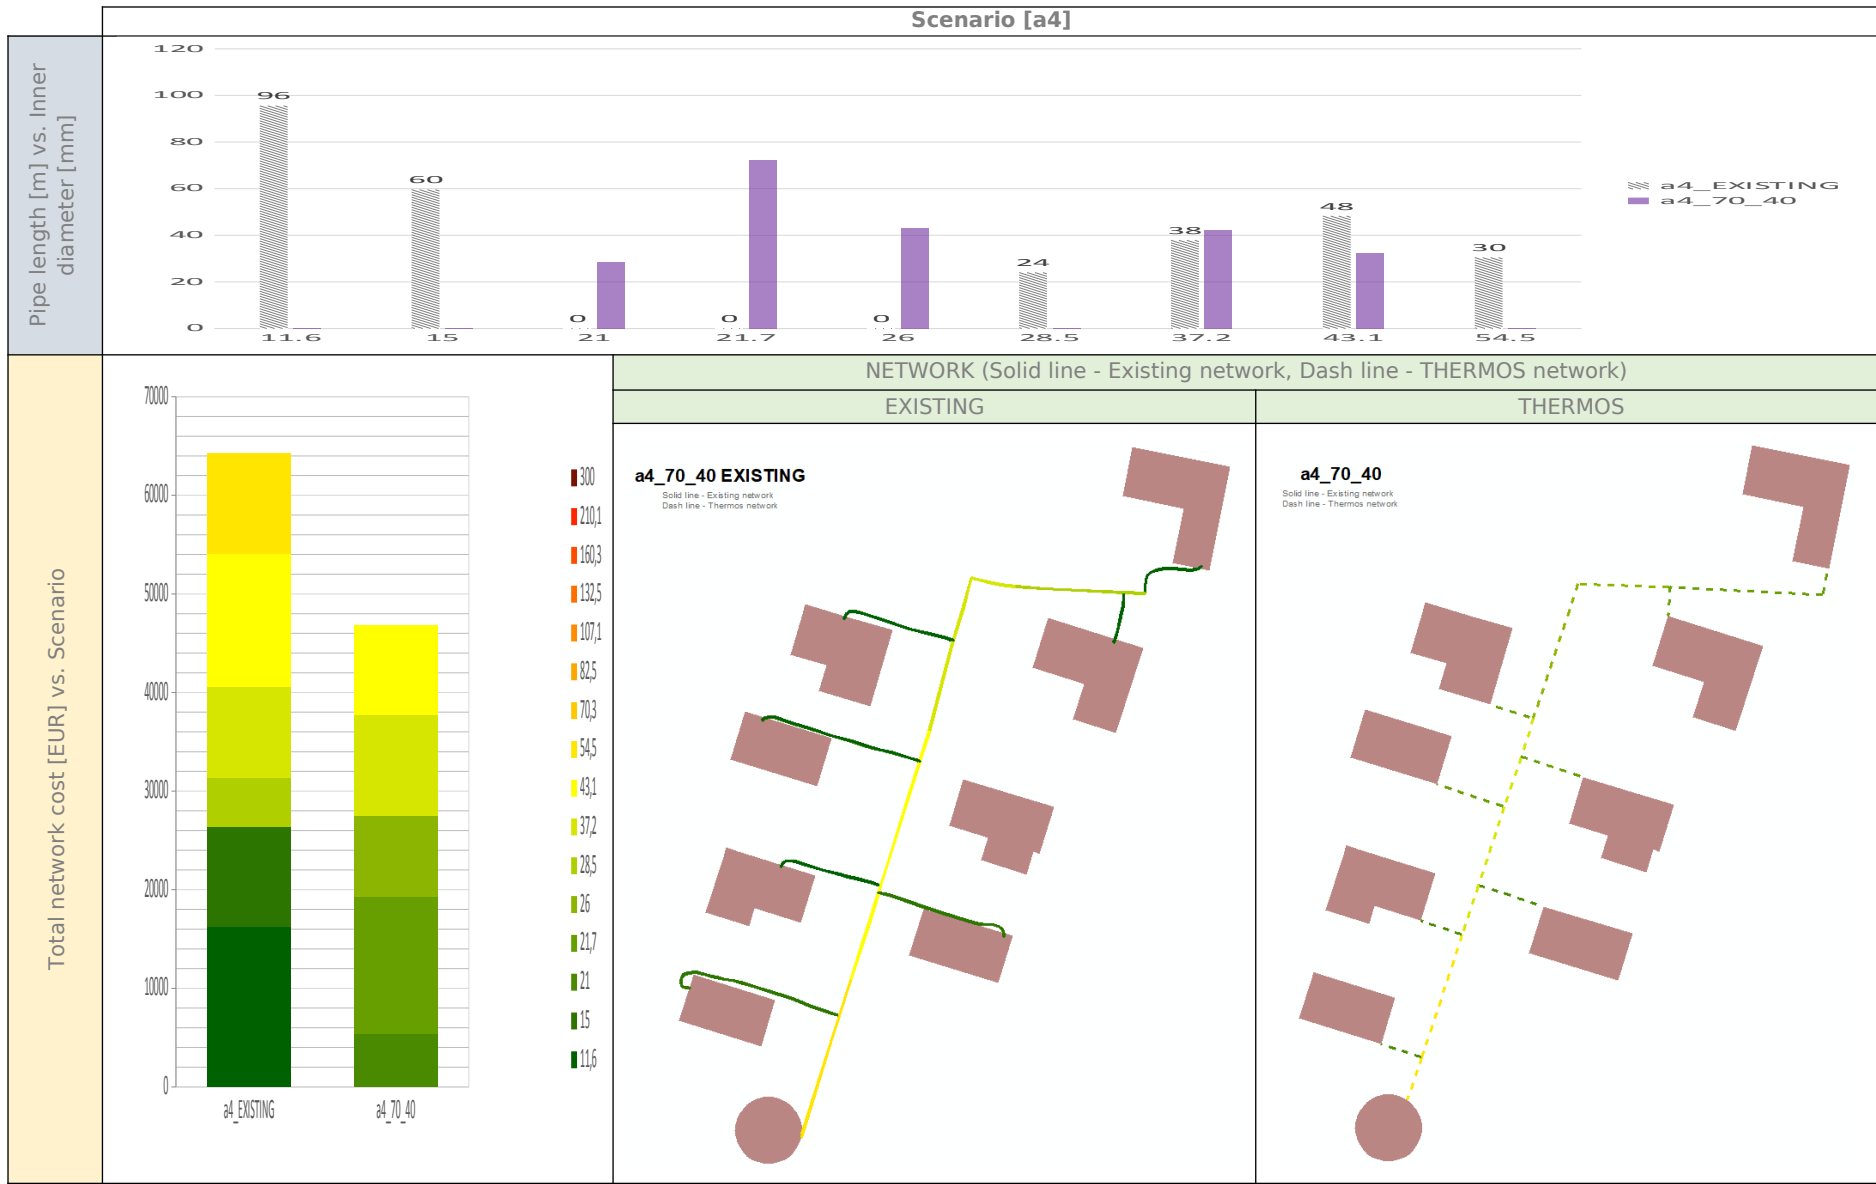 Scenario [a4]
Pipe length [m] vs. Inner
diameter [mm]
120
100
80
60
40
20
0
96
60
0
0
0
24
38
48
30
11.6
15
21
21.7
26
28.5
37.2
43.1
54.5
a4_EXISTING
a4_70_40
Total network cost [EUR] vs. Scenario
70000
60000
50000
40000
30000
20000
10000
0
a4_EXISTING
a4_70_40
300
210,1
160,3
132,5
107,1
82,5
70,3
54,5
43,1
37,2
28,5
26
21,7
21
15
11,6
NETWORK (Solid line - Existing network, Dash line - THERMOS network)
EXISTING
THERMOS
a4_70_40 EXISTING
Solid line - Existing network
Dash line - Thermos network
a4_70_40
Solid line - Existing network
Dash line - Thermos network